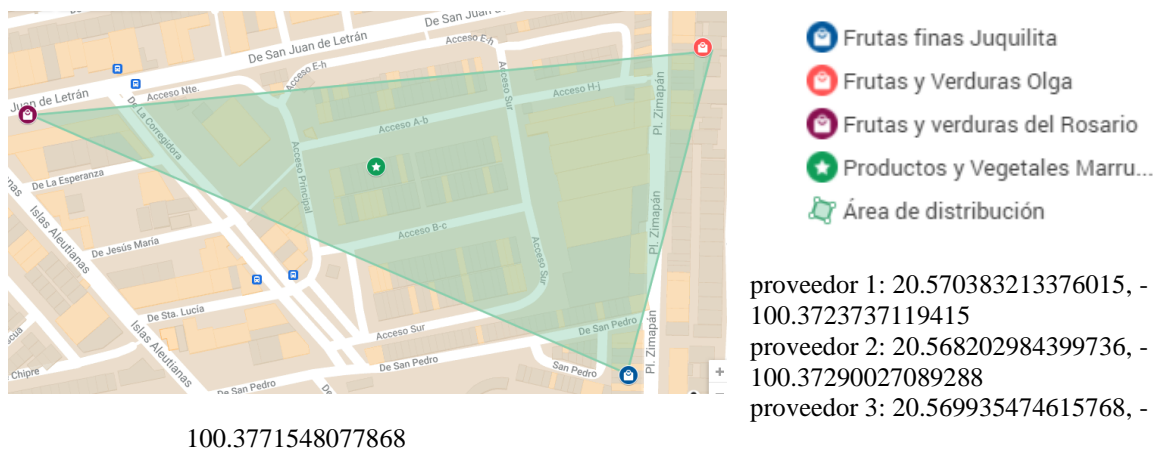 De San Juan de
De San Juan de Letrán
Acceso E-h
Acceso E-h
Juan de Letrán
Acceso Nte.
De La Corregidora
Acceso Sur
Acceso H-j
Pl. Zimapán
Acceso A-b
Acceso Principal
De La Esperanza
Islas Aleutianas
De Jesús María
Acceso B-c
Acceso Sur
Pl. Zimapán
De Sta. Lucía
Islas Aleutianas
Acceso Sur
De San Pedro
Pl. Zimapán
Chipre
De San Pedro
San Pedro
De San Pedro
+
Frutas finas Juquilita
Frutas y Verduras Olga
Frutas y verduras del Rosario
Productos y Vegetales Marru...
Área de distribución
proveedor 1: 20.570383213376015, -
100.3723737119415
proveedor 2: 20.568202984399736, -
100.37290027089288
proveedor 3: 20.569935474615768, -
100.3771548077868